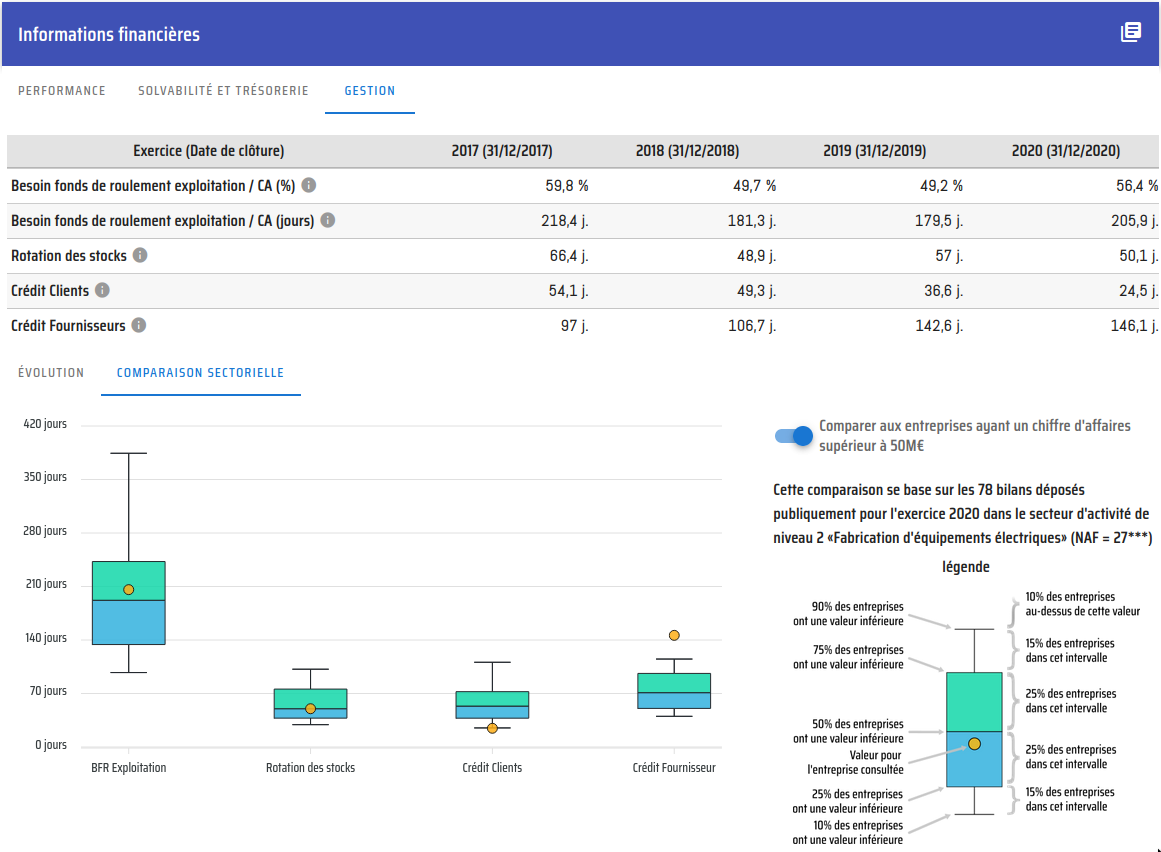 Informations financières
PERFORMANCE SOLVABILITÉ ET TRÉSORERIE GESTION
Exercice (Date de clôture) 2017 (31/12/2017) 2018 (31/12/2018) 2019 (31/12/2019) 2020 (31/12/2020)
Besoin fonds de roulement exploitation / CA (%) 59,8 % 49,7 % 49,2 % 56,4 %
Besoin fonds de roulement exploitation / CA (jours) 218,4 j. 181,3 j. 179,5 j. 205,9 j.
Rotation des stocks 66,4 j. 48,9 j. 57 j. 50,1 j.
Crédit Clients 54,1 j. 49,3 j. 36,6 j. 24,5 j.
Crédit Fournisseurs 97 j. 106,7 j. 142,6 j. 146,1 j.
ÉVOLUTION COMPARAISON SECTORIELLE
420 jours
350 jours
280 jours
210 jours
140 jours
70 jours
0 jours
BFR Exploitation Rotation des stocks Crédit Clients Crédit Fournisseur
Comparer aux entreprises ayant un chiffre d'affaires
supérieur à 50M€
Cette comparaison se base sur les 78 bilans déposés
publiquement pour l'exercice 2020 dans le secteur d'activité de
niveau 2 «Fabrication d'équipements électriques» (NAF = 27***)
légende
90% des entreprises
ont une valeur inférieure
75% des entreprises
ont une valeur inférieure
50% des entreprises
ont une valeur inférieure
Valeur pour
l'entreprise consultée
25% des entreprises
ont une valeur inférieure
10% des entreprises
ont une valeur inférieure
10% des entreprises
au-dessus de cette valeur
15% des entreprises
dans cet intervalle
25% des entreprises
dans cet intervalle
25% des entreprises
dans cet intervalle
15% des entreprises
dans cet intervalle